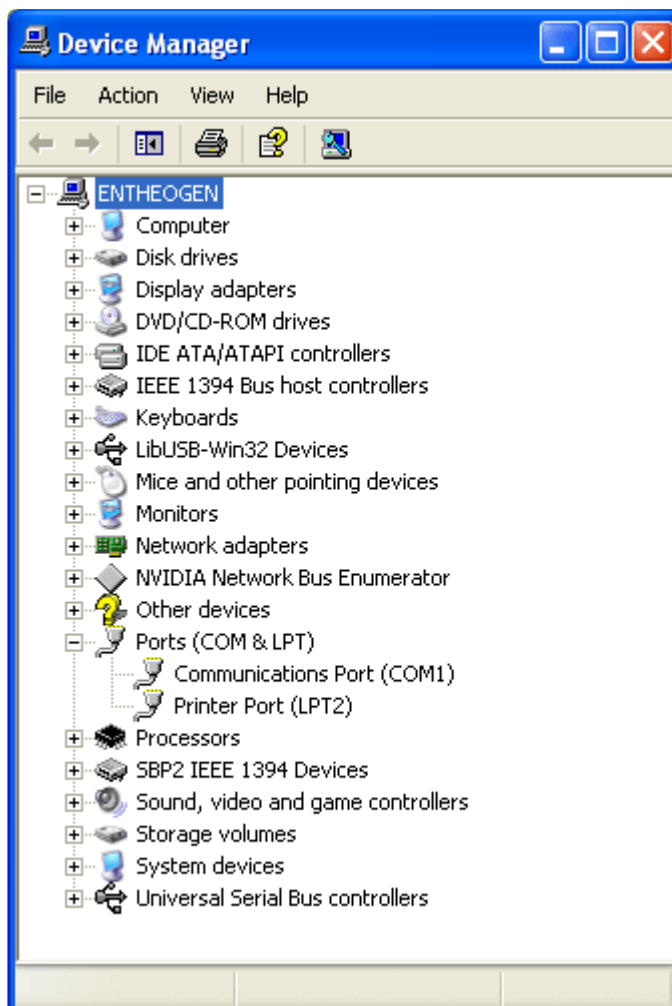 Device Manager
File Action View Help
ENTHEOGEN
Computer
Disk drives
Display adapters
DVD/CD-ROM drives
IDE ATA/ATAPI controllers
IEEE 1394 Bus host controllers
Keyboards
LibUSB-Win32 Devices
Mice and other pointing devices
Monitors
Network adapters
NVIDIA Network Bus Enumerator
Other devices
Ports (COM & LPT)
Communications Port (COM1)
Printer Port (LPT2)
Processors
SBP2 IEEE 1394 Devices
Sound, video and game controllers
Storage volumes
System devices
Universal Serial Bus controllers